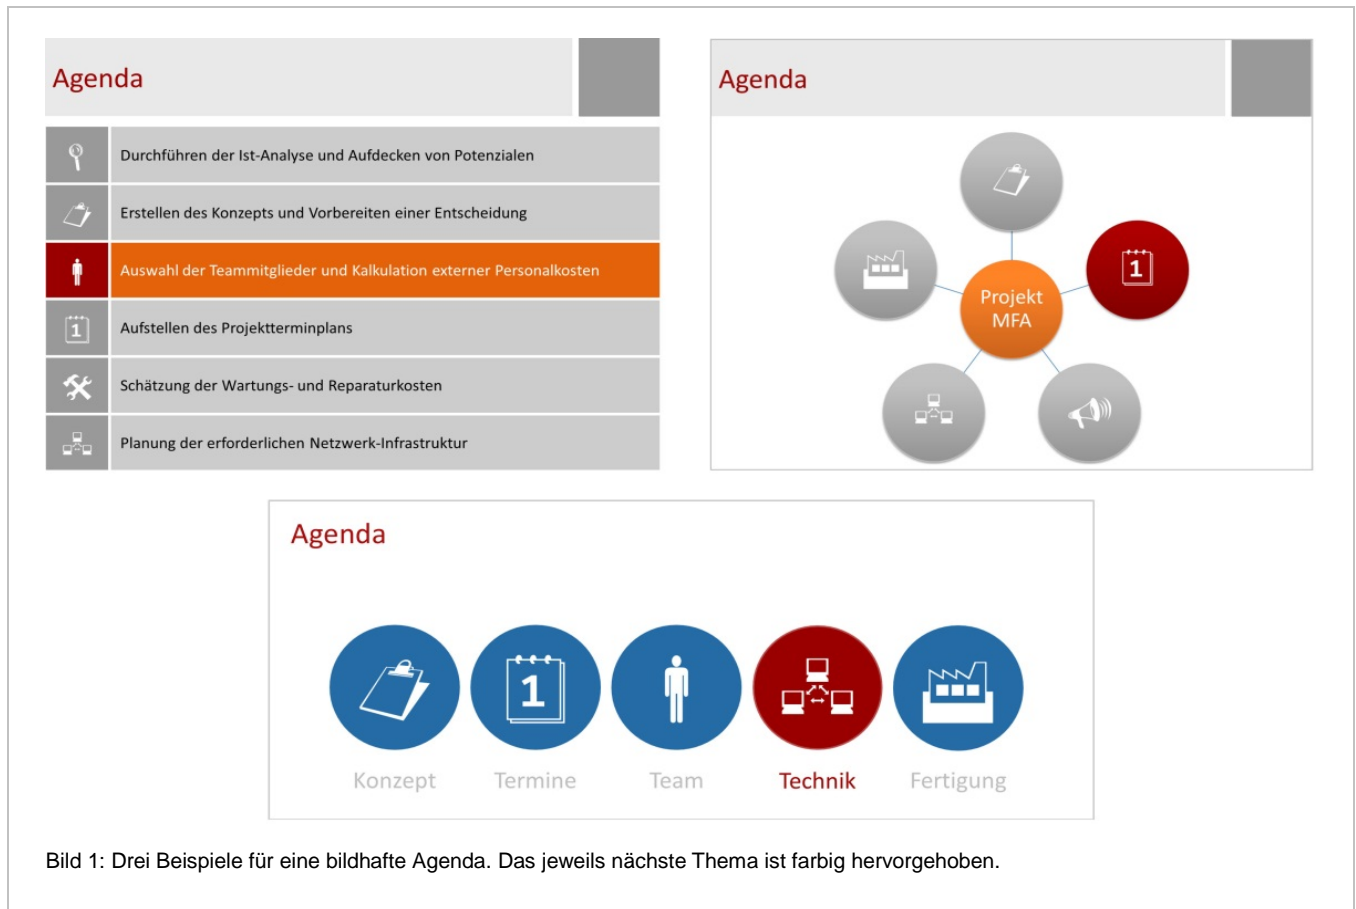 Agenda
Durchführen der Ist-Analyse und Aufdecken von Potenzialen
Erstellen des Konzepts und Vorbereiten einer Entscheidung
Auswahl der Teammitglieder und Kalkulation externer Personalkosten
1
Aufstellen des Projektterminplans
Schätzung der Wartungs- und Reparaturkosten
Planung der erforderlichen Netzwerk-Infrastruktur
Agenda
1
Projekt
MFA
Agenda
1
Konzept Termine Team Technik Fertigung
Bild 1: Drei Beispiele für eine bildhafte Agenda. Das jeweils nächste Thema ist farbig hervorgehoben.